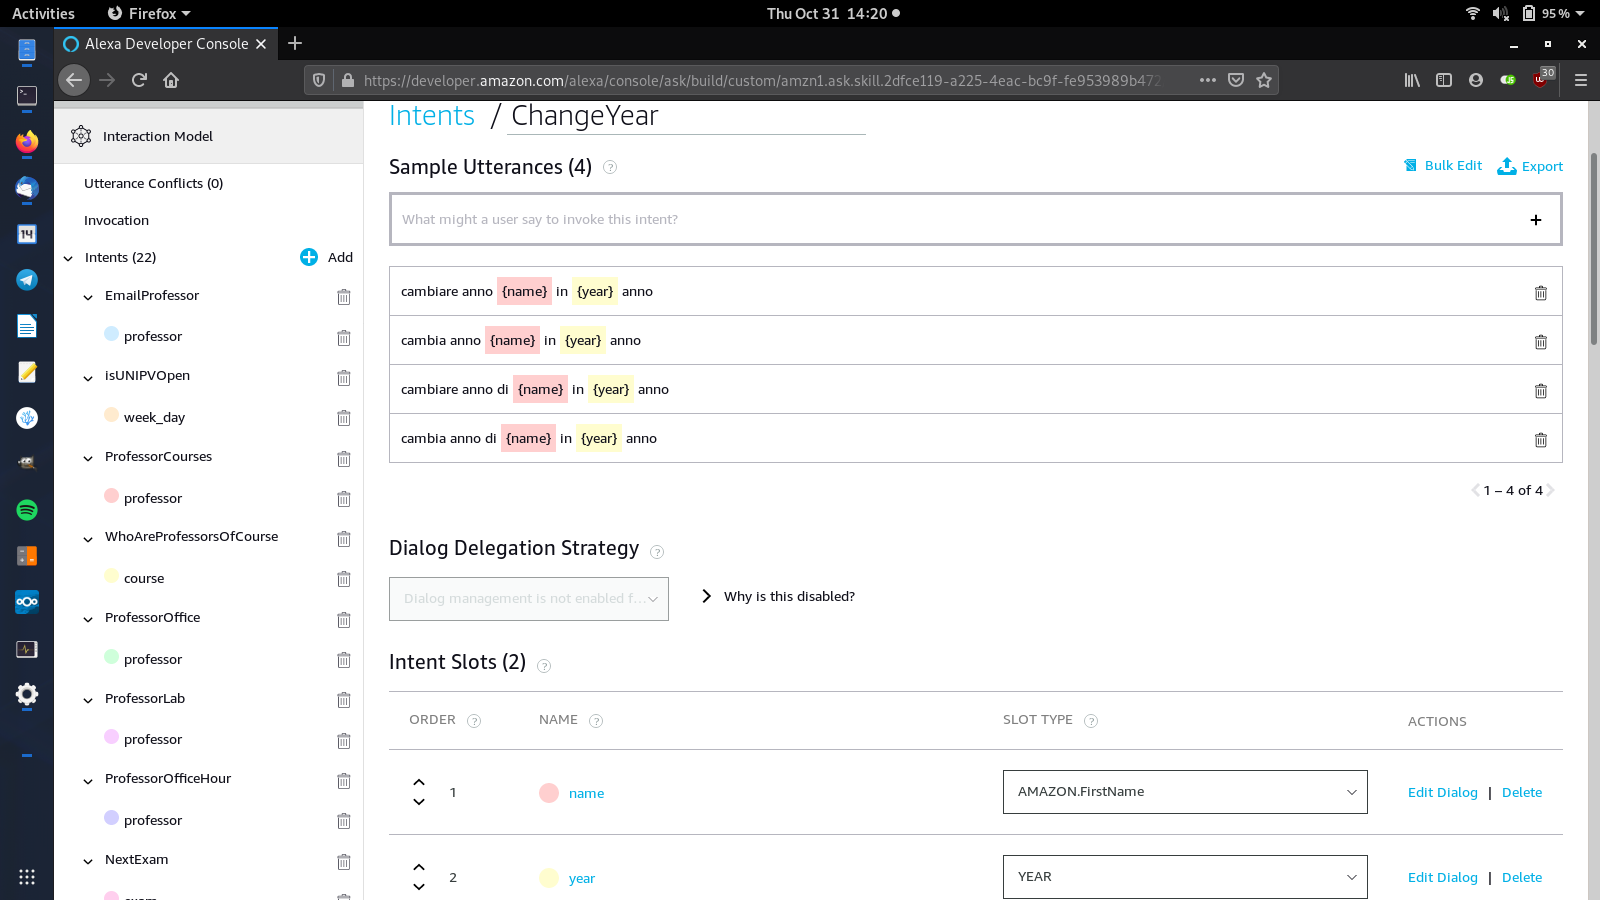 Activities Firefox Thu Oct 31 14:20 95%
Alexa Developer Console
https://developer.amazon.com/alexa/console/ask/build/custom/amzn1.ask.skill.2dfce119-a225-4eac-bc9f-fe953989b472
30
Interaction Model
Utterance Conflicts (0)
Invocation
Intents (22) Add
EmailProfessor
professor
isUNIPVOpen
week_day
ProfessorCourses
professor
WhoAreProfessorsOfCourse
course
ProfessorOffice
professor
ProfessorLab
professor
ProfessorOfficeHour
professor
NextExam
14
Intents / ChangeYear
Sample Utterances (4) ? Bulk Edit Export
What might a user say to invoke this intent?
cambiare anno {name} in {year} anno
cambia anno {name} in {year} anno
cambiare anno di {name} in {year} anno
cambia anno di {name} in {year} anno
1 – 4 of 4
Dialog Delegation Strategy ?
Dialog management is not enabled f... Why is this disabled?
Intent Slots (2) ?
ORDER ? NAME ? SLOT TYPE ? ACTIONS
1 name AMAZON.FirstName Edit Dialog | Delete
2 year YEAR Edit Dialog | Delete